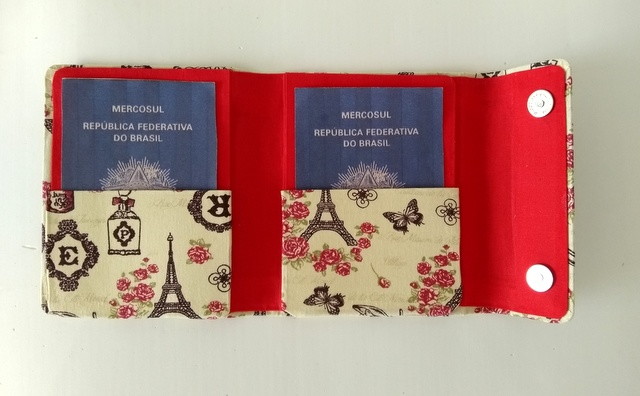 MERCOSUL
REPÚBLICA FEDERATIVA
DO BRASIL
MERCOSUL
REPÚBLICA FEDERATIVA
DO BRASIL
E
P
R